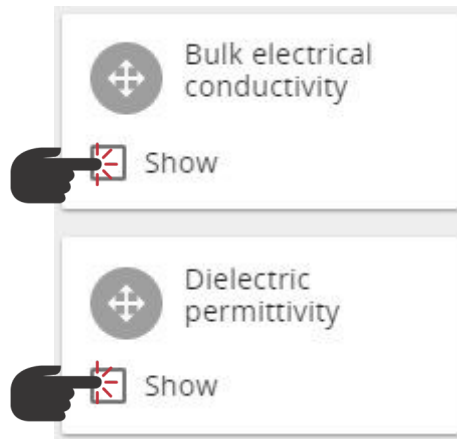 Bulk electrical
conductivity
Show
Dielectric
permittivity
Show